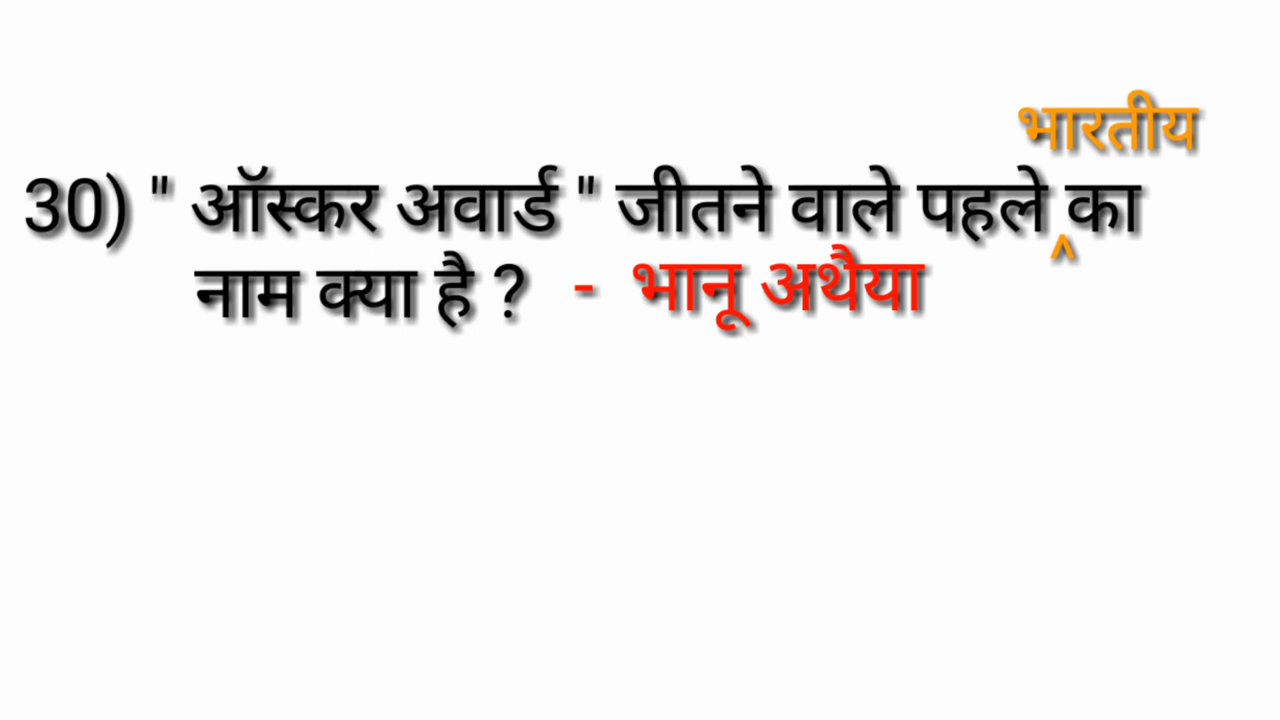 भारतीय
30) " ऑस्कर अवार्ड " जीतने वाले पहले ^ का
नाम क्या है ? - भानू अथैया